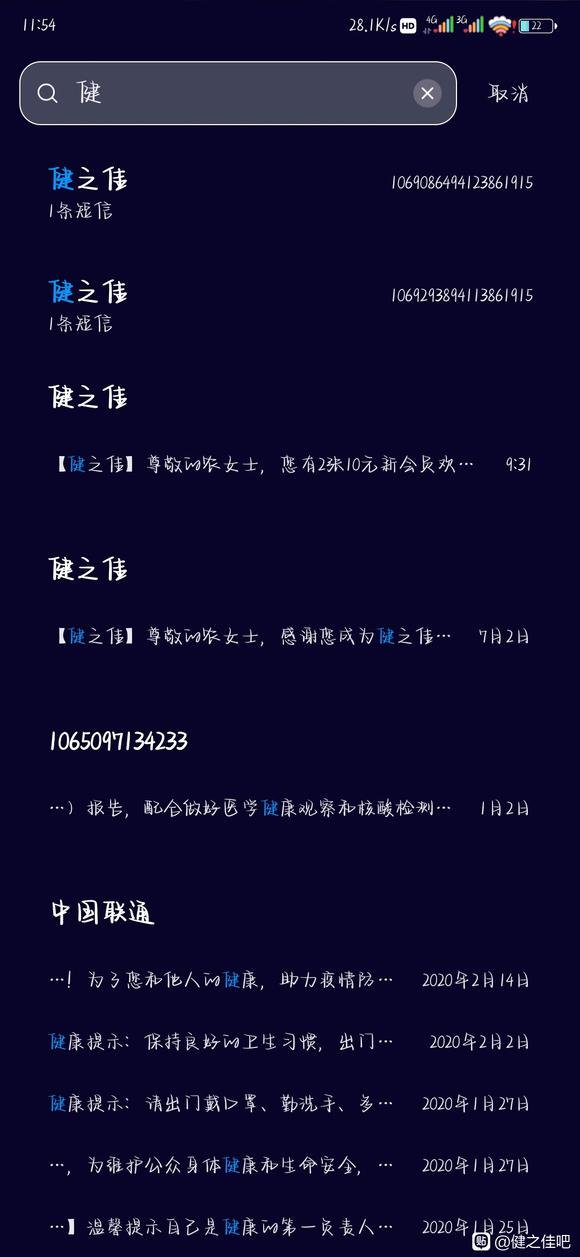 11:54 28.1K/s HD 4G 3G 22
健 取消
健之佳 1069086494123861915
1条短信
健之佳 1069293894113861915
1条短信
健之佳
【健之佳】尊敬的农女士，您有2张10元新会员欢… 9:31
健之佳
【健之佳】尊敬的农女士，感谢您成为健之佳… 7月2日
1065097134233
…）报告，配合做好医学健康观察和核酸检测… 1月2日
中国联通
…！为了您和他人的健康，助力疫情防… 2020年2月14日
健康提示：保持良好的卫生习惯，出门… 2020年2月2日
健康提示：请出门戴口罩、勤洗手、多… 2020年1月27日
…，为维护公众身体健康和生命安全，… 2020年1月27日
…】温馨提示自己是健康的第一负责人… 2020年1月25日
贴 @健之佳吧